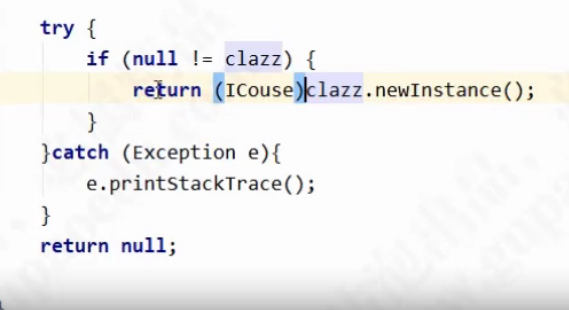 try {
    if (null != clazz) {
        return (ICouse)clazz.newInstance();
    }
}catch (Exception e){
    e.printStackTrace();
}
return null;